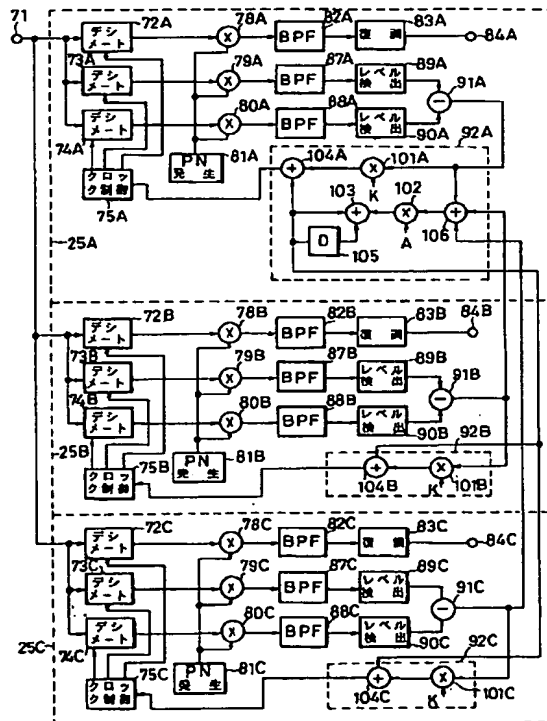 71
72A
デシ
メート
78A
×
82A
BPF
83A
復調
84A
73A
デシ
メート
79A
×
87A
BPF
89A
レベル
検出
91A
−
74A
デシ
メート
80A
×
88A
BPF
レベル
検出
90A
92A
クロッ
ク制御
75A
PN
発生
81A
104A
+
101A
×
K
103
+
102
×
A
+
106
D
105
25A
72B
デシ
メート
78B
×
82B
BPF
83B
復調
84B
73B
デシ
メート
79B
×
87B
BPF
89B
レベル
検出
91B
−
74B
デシ
メート
80B
×
88B
BPF
レベル
検出
90B
92B
25B
クロッ
ク制御
75B
PN
発生
81B
+
104B
×
101B
K
72C
デシ
メート
78C
×
82C
BPF
83C
復調
84C
73C
デシ
メート
79C
×
87C
BPF
89C
レベル
検出
91C
−
74C
デシ
メート
80C
×
88C
BPF
レベル
検出
90C
92C
25C
クロッ
ク制御
75C
PN
発生
81C
+
104C
×
101C
K